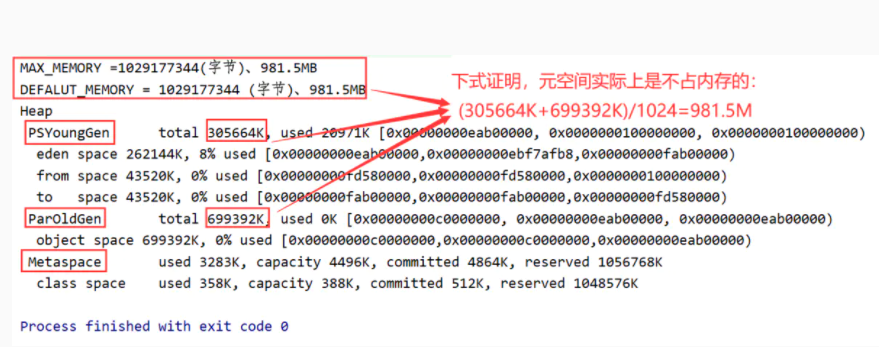 MAX_MEMORY =1029177344(字节)、981.5MB
DEFALUT_MEMORY = 1029177344 (字节)、981.5MB
下式证明，元空间实际上是不占内存的：
(305664K+699392K)/1024=981.5M
Heap
PSYoungGen total 305664K, used 20971K [0x00000000eab00000, 0x0000000100000000, 0x0000000100000000)
eden space 262144K, 8% used [0x00000000eab00000,0x00000000ebf7afb8,0x00000000fab00000)
from space 43520K, 0% used [0x00000000fd580000,0x00000000fd580000,0x0000000100000000)
to space 43520K, 0% used [0x00000000fab00000,0x00000000fab00000,0x00000000fd580000)
ParOldGen total 699392K, used 0K [0x00000000c0000000, 0x00000000eab00000, 0x00000000eab00000)
object space 699392K, 0% used [0x00000000c0000000,0x00000000c0000000,0x00000000eab00000)
Metaspace used 3283K, capacity 4496K, committed 4864K, reserved 1056768K
class space used 358K, capacity 388K, committed 512K, reserved 1048576K
Process finished with exit code 0